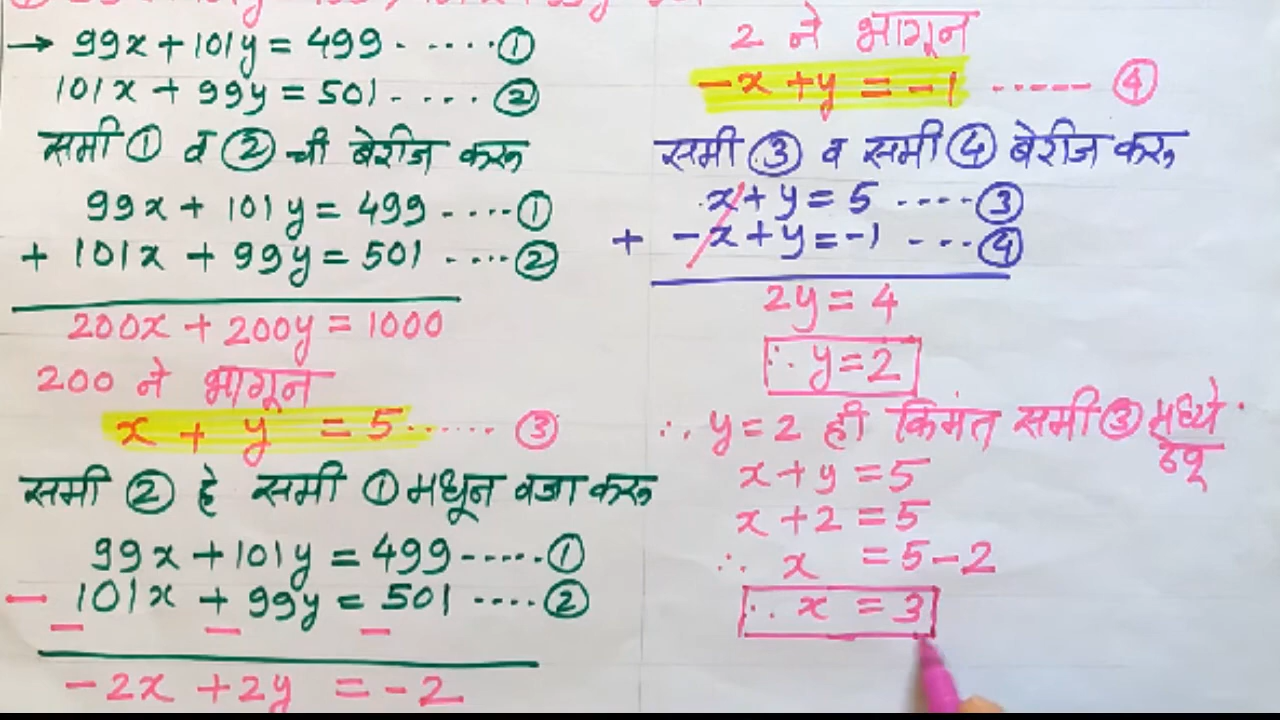 → 99x + 101y = 499 - ···· ①
101x + 99y = 501 - ···· ②
समी ① व ② ची बेरीज करू
99x + 101y = 499 ----- ①
+ 101x + 99y = 501 ----- ②
200x + 200y = 1000
200 ने भागून
x + y = 5 ------ ③
समी ② हे समी ① मधून वजा करू
99x + 101y = 499 ----- ①
- 101x + 99y = 501 ---- ②
- - -
-2x + 2y = -2
2 ने भागून
-x + y = -1 ----- ④
समी ③ व समी ④ बेरीज करू
x + y = 5 ---- ③
+ -x + y = -1 --- ④
2y = 4
∴ y = 2
∴ y = 2 ही किंमत समी ③ मध्ये
ठेवू
x + y = 5
x + 2 = 5
∴ x = 5 - 2
∴ x = 3